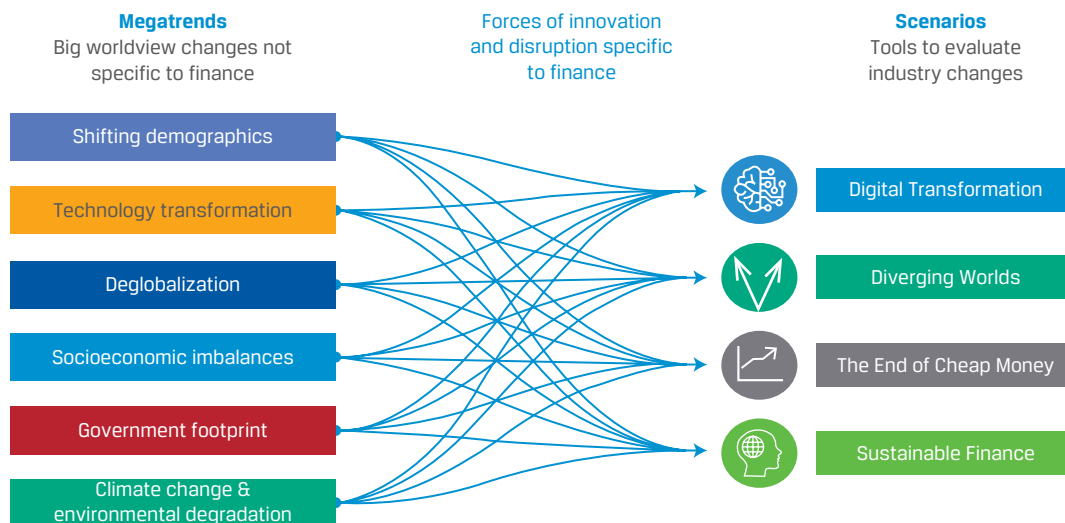 Megatrends
Big worldview changes not
specific to finance
Forces of innovation
and disruption specific
to finance
Scenarios
Tools to evaluate
industry changes
Shifting demographics
Technology transformation
Deglobalization
Socioeconomic imbalances
Government footprint
Climate change &
environmental degradation
Digital Transformation
Diverging Worlds
The End of Cheap Money
Sustainable Finance